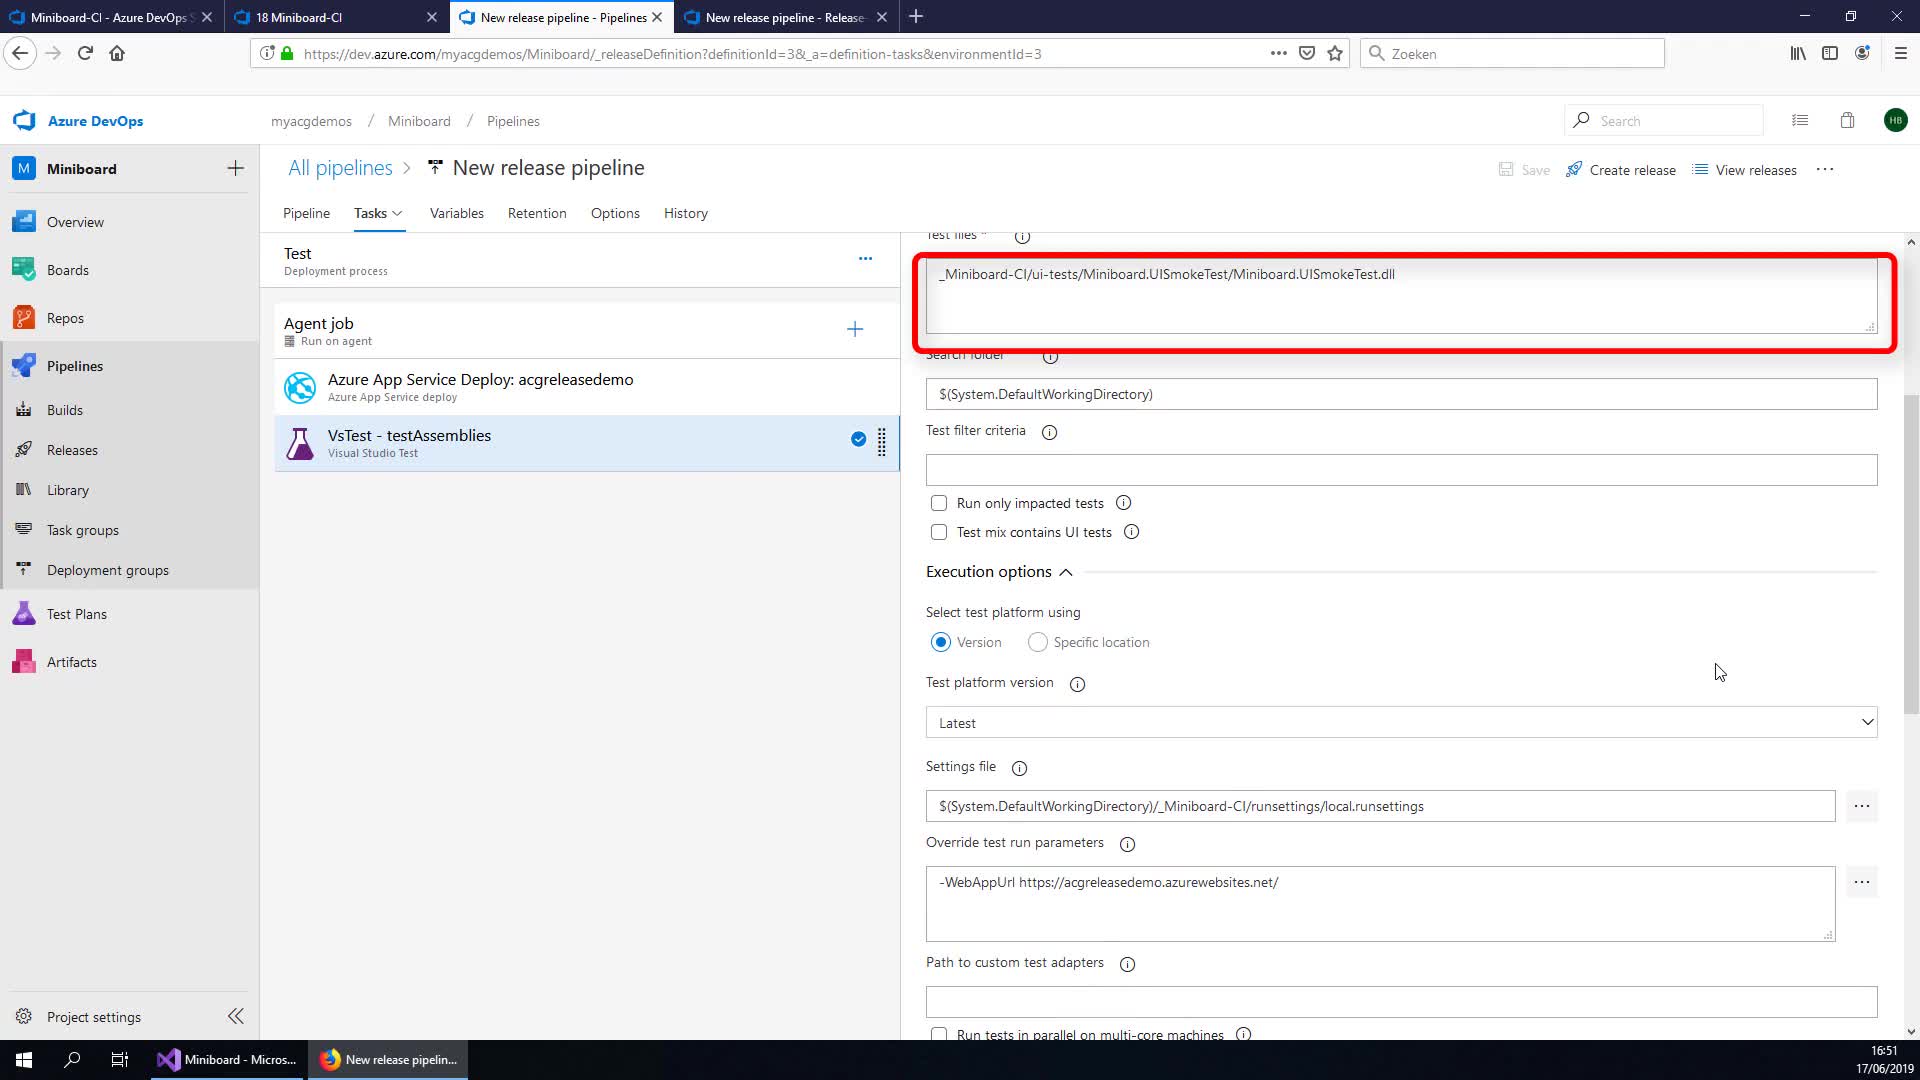 Miniboard-CI - Azure DevOps S
18 Miniboard-CI
New release pipeline - Pipelines
New release pipeline - Release
https://dev.azure.com/myacgdemos/Miniboard/_releaseDefinition?definitionId=3&_a=definition-tasks&environmentId=3
Zoeken
Azure DevOps
myacgdemos / Miniboard / Pipelines
Search
HB
M Miniboard
All pipelines > New release pipeline
Save
Create release
View releases
Pipeline
Tasks
Variables
Retention
Options
History
Overview
Boards
Repos
Pipelines
Builds
Releases
Library
Task groups
Deployment groups
Test Plans
Artifacts
Project settings
Test
Deployment process
Agent job
Run on agent
Azure App Service Deploy: acgreleasedemo
Azure App Service deploy
VsTest - testAssemblies
Visual Studio Test
Test files *
_Miniboard-CI/ui-tests/Miniboard.UISmokeTest/Miniboard.UISmokeTest.dll
Search folder
$(System.DefaultWorkingDirectory)
Test filter criteria
Run only impacted tests
Test mix contains UI tests
Execution options
Select test platform using
Version
Specific location
Test platform version
Latest
Settings file
$(System.DefaultWorkingDirectory)/_Miniboard-CI/runsettings/local.runsettings
Override test run parameters
-WebAppUrl https://acgreleasedemo.azurewebsites.net/
Path to custom test adapters
Run tests in parallel on multi-core machines
Miniboard - Micros...
New release pipelin...
16:51
17/06/2019